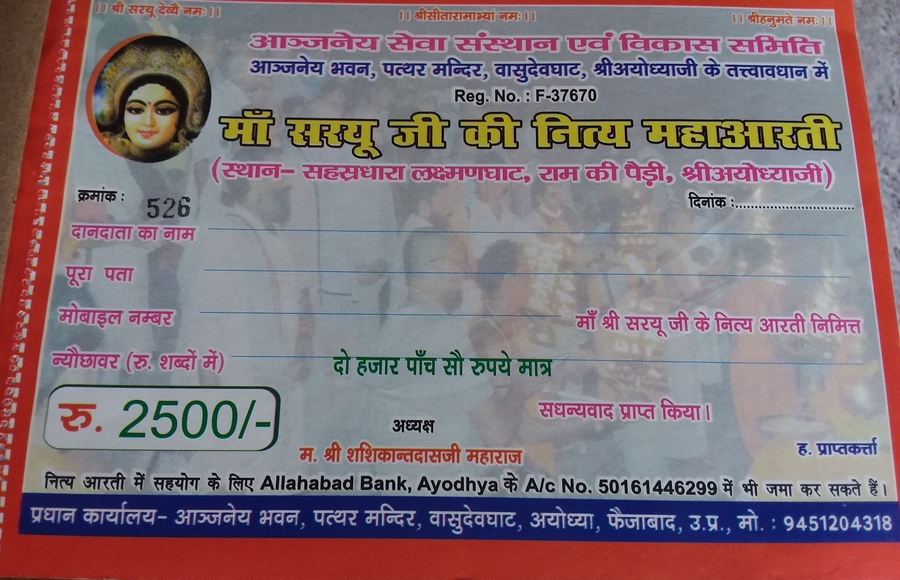 ।। श्री सरयू देव्यै नमः।। ।।श्रीसीतारामाभ्यां नमः।। ।।श्रीहनुमते नमः।।
आञ्जनेय सेवा संस्थान एवं विकास समिति
आञ्जनेय भवन, पत्थर मन्दिर, वासुदेवघाट, श्रीअयोध्याजी के तत्त्वावधान में
Reg. No. : F-37670
माँ सरयू जी की नित्य महाआरती
(स्थान– सहस्रधारा लक्ष्मणघाट, राम की पैड़ी, श्रीअयोध्याजी)
क्रमांक : 526 दिनांक :..............................
दानदाता का नाम
पूरा पता
मोबाइल नम्बर माँ श्री सरयू जी के नित्य आरती निमित्त
न्यौछावर (रु. शब्दों में) दो हजार पाँच सौ रुपये मात्र
रु. 2500/- सधन्यवाद प्राप्त किया।
अध्यक्ष
म. श्री शशिकान्तदासजी महाराज ह. प्राप्तकर्त्ता
नित्य आरती में सहयोग के लिए Allahabad Bank, Ayodhya के A/c No. 50161446299 में भी जमा कर सकते हैं।
प्रधान कार्यालय– आञ्जनेय भवन, पत्थर मन्दिर, वासुदेवघाट, अयोध्या, फैजाबाद, उ.प्र., मो. : 9451204318